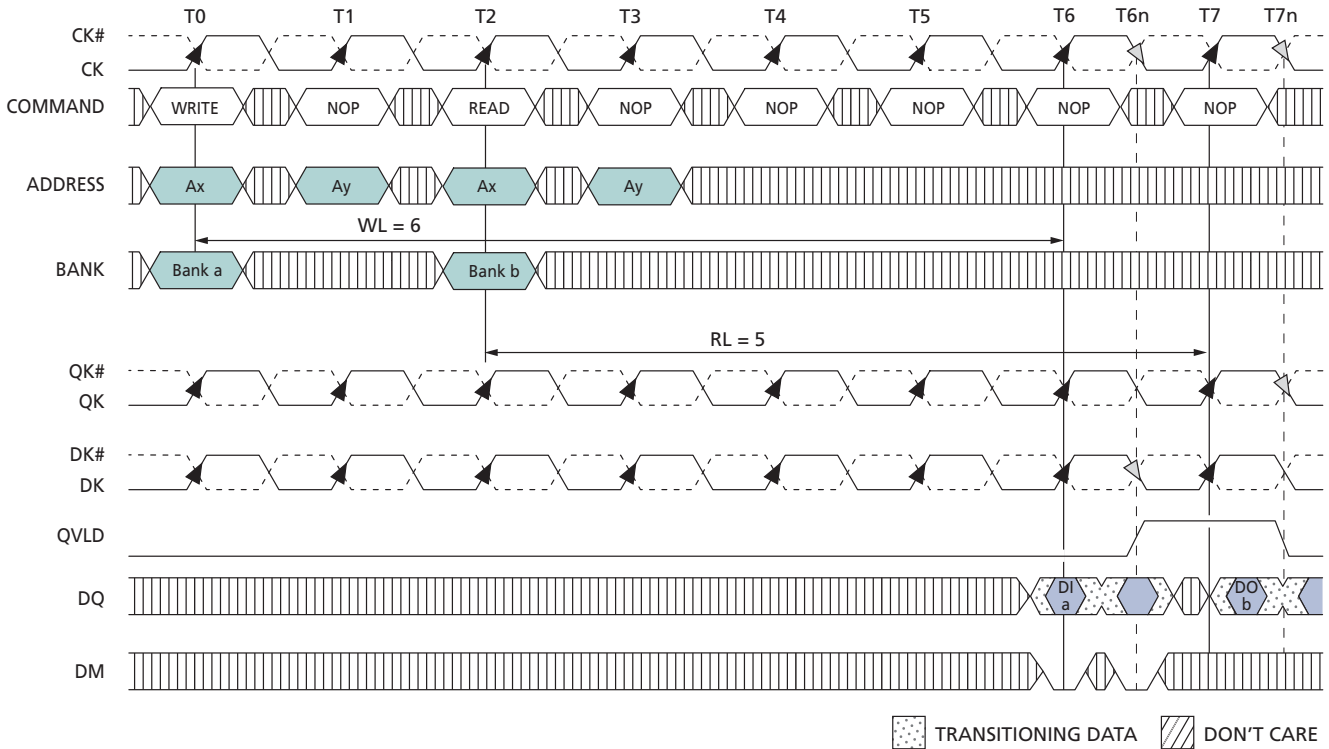 T0 T1 T2 T3 T4 T5 T6 T6n T7 T7n
CK#
CK
COMMAND WRITE NOP READ NOP NOP NOP NOP NOP
ADDRESS Ax Ay Ax Ay
WL = 6
BANK Bank a Bank b
RL = 5
QK#
QK
DK#
DK
QVLD
DQ DI a DO b
DM
TRANSITIONING DATA DON'T CARE